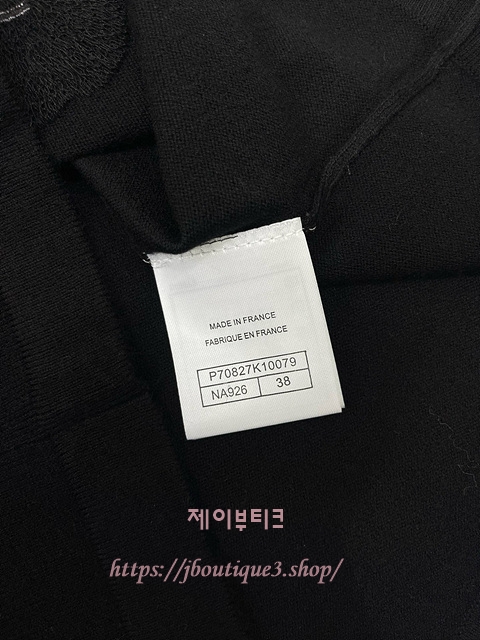 MADE IN FRANCE
FABRIQUE EN FRANCE
P70827K10079
NA926 38
제이부티크
https://jboutique3.shop/